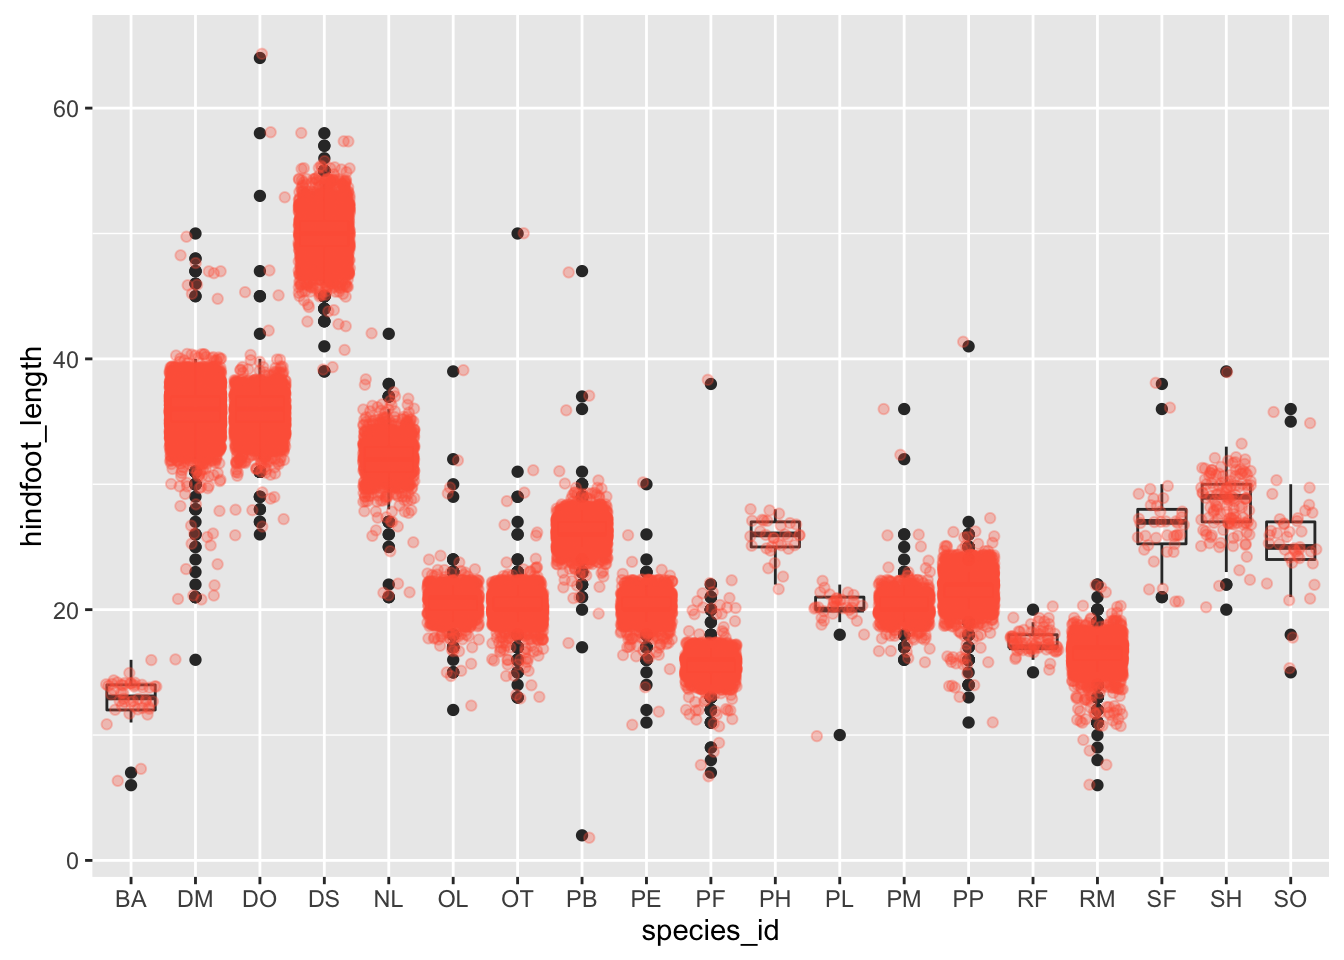 60
40
20
0
hindfoot_length
BA DM DO DS NL OL OT PB PE PF PH PL PM PP RF RM SF SH SO
species_id